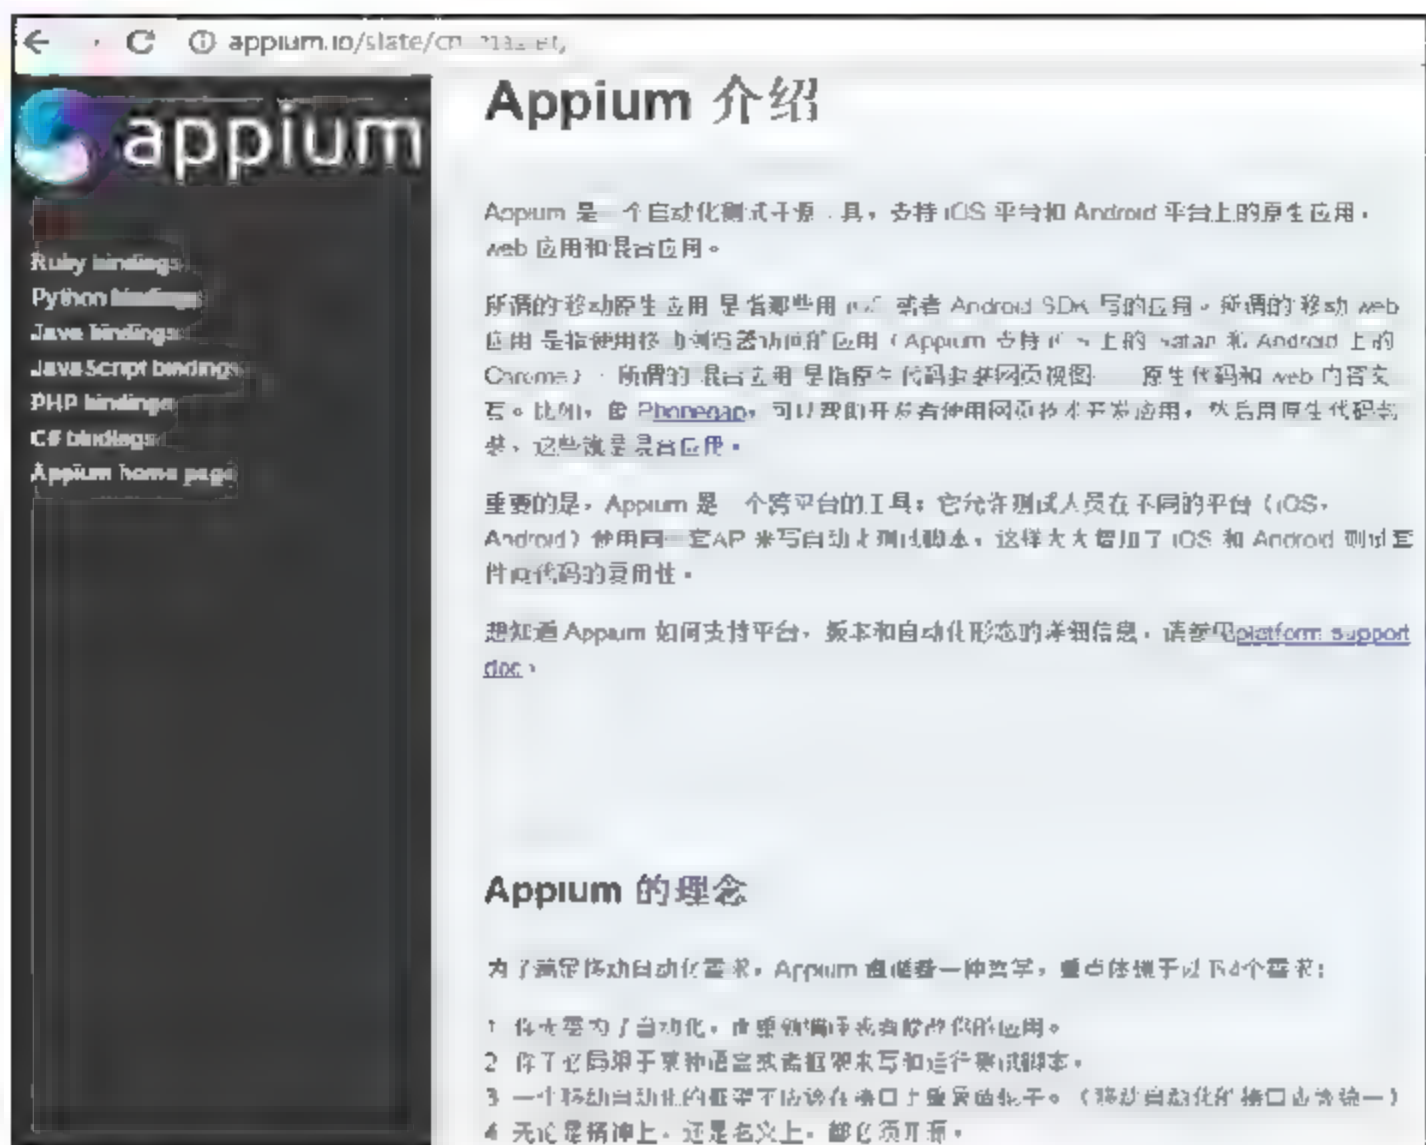 appium.io/slate/cn/master/
appium
Ruby bindings
Python bindings
Java bindings
JavaScript bindings
PHP bindings
C# bindings
Appium home page
Appium 介绍
Appium 是一个自动化测试开源工具，支持 iOS 平台和 Android 平台上的原生应用，
web 应用和混合应用。
所谓的移动原生应用 是指那些用 iOS 或者 Android SDK 写的应用。所谓的移动 web
应用 是指使用移动浏览器访问的应用（Appium 支持 iOS 上的 Safari 和 Android 上的
Chrome）。所谓的 混合应用 是指原生代码封装网页视图 原生代码和 web 内容交
互。比如，像 Phonegap，可以帮助开发者使用网页技术开发应用，然后用原生代码封
装，这些就是混合应用。
重要的是，Appium 是一个跨平台的工具：它允许测试人员在不同的平台（iOS，
Android）使用同一套API 来写自动化测试脚本，这样大大增加了 iOS 和 Android 测试套
件间代码的复用性。
想知道 Appium 如何支持平台，版本和自动化形态的详细信息，请参见platform support
doc。
Appium 的理念
为了满足移动自动化需求，Appium 遵循着一种哲学，重点体现于以下4个需求：
1 你无需为了自动化，而重新编译或者修改你的应用。
2 你不必局限于某种语言或者框架来写和运行测试脚本。
3 一个移动自动化的框架不应该在接口上重复造轮子。（移动自动化的接口应该统一）
4 无论是精神上，还是名义上，都必须开源。